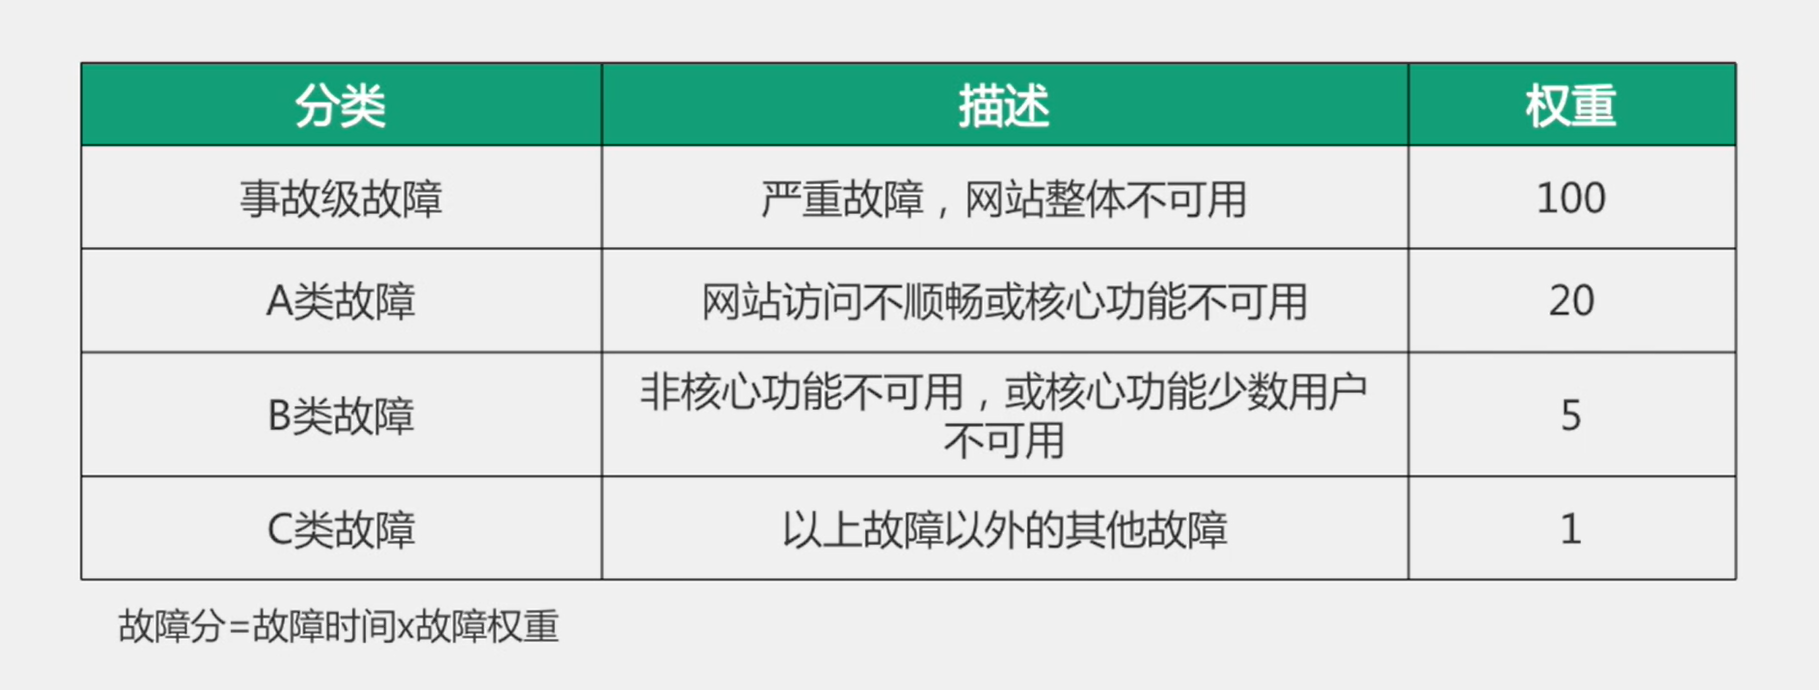 分类 描述 权重
事故级故障 严重故障，网站整体不可用 100
A类故障 网站访问不顺畅或核心功能不可用 20
B类故障 非核心功能不可用，或核心功能少数用户
不可用 5
C类故障 以上故障以外的其他故障 1
故障分=故障时间x故障权重